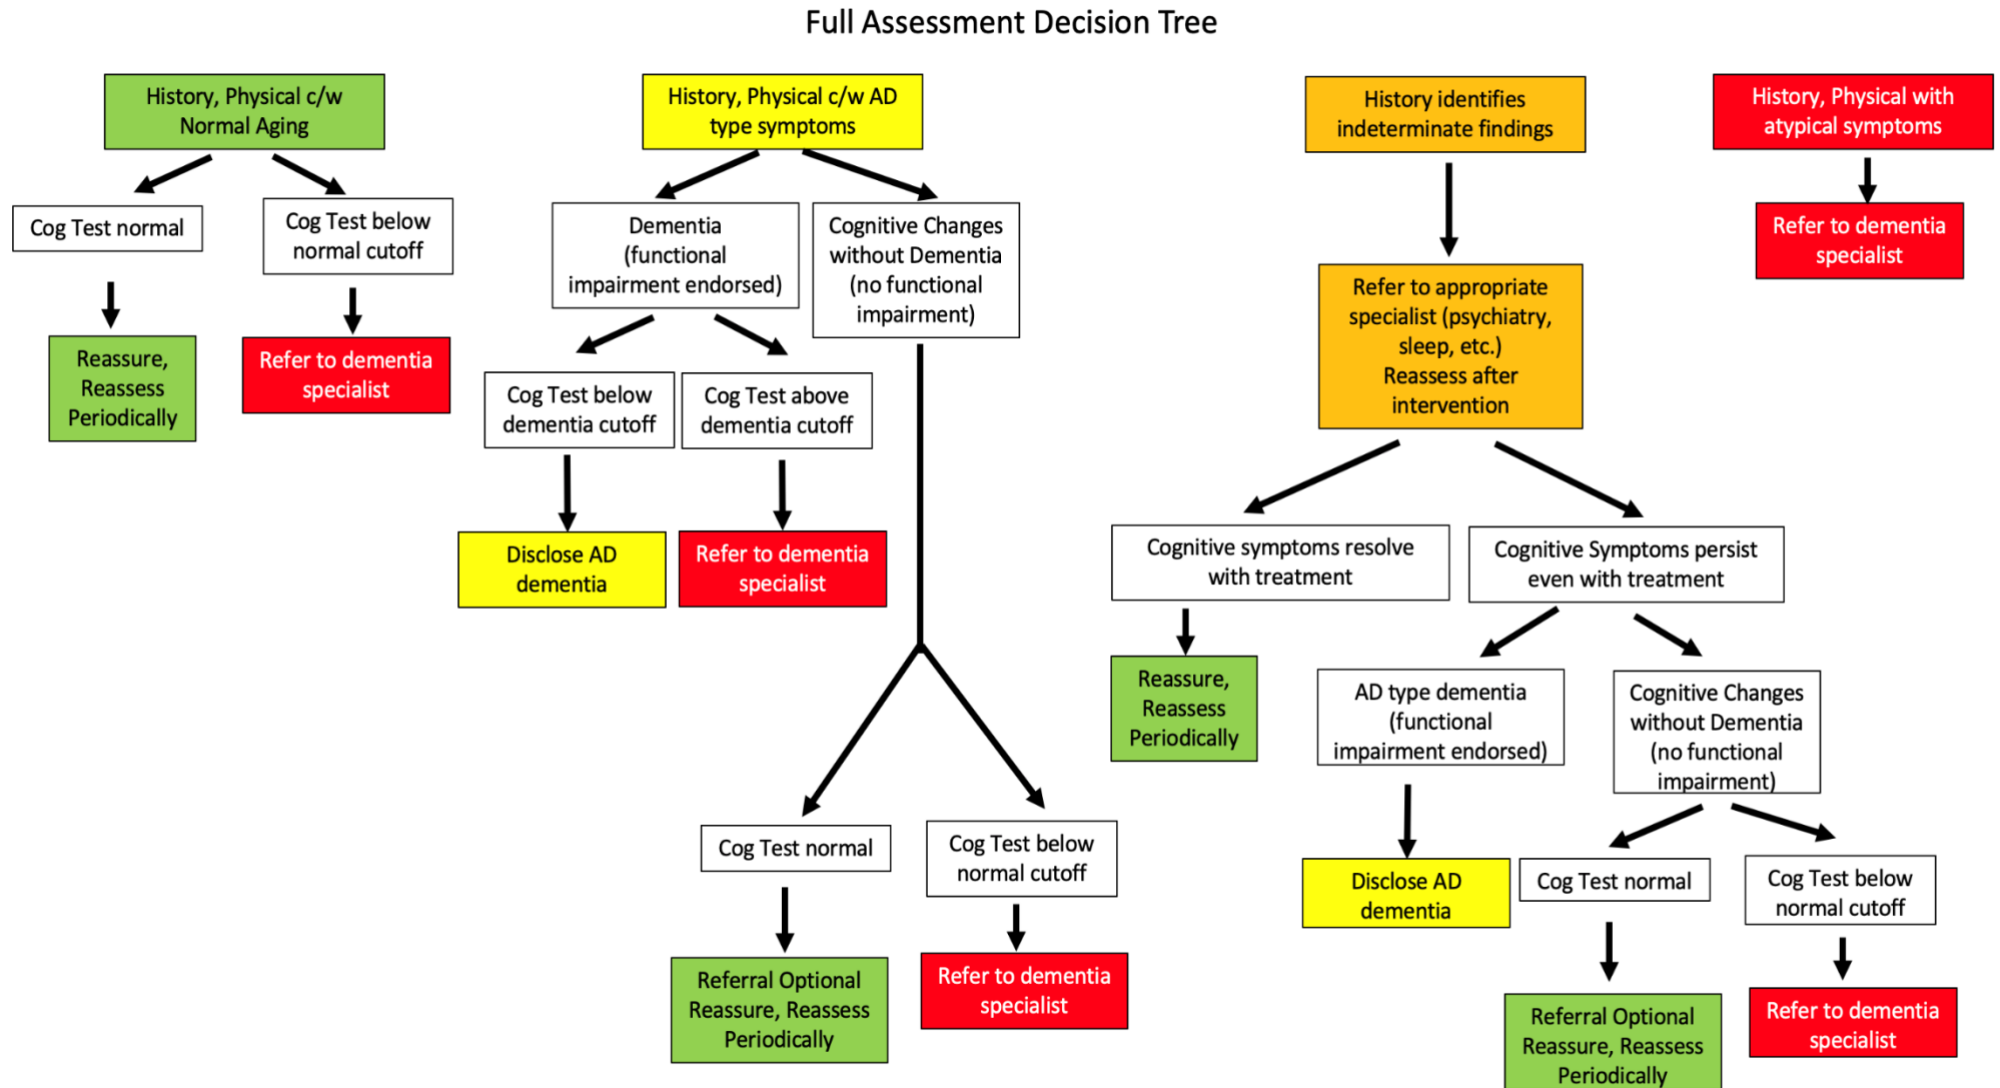 Full Assessment Decision Tree
History, Physical c/w
Normal Aging
Cog Test normal
Cog Test below
normal cutoff
Reassure,
Reassess
Periodically
Refer to dementia
specialist
History, Physical c/w AD
type symptoms
Dementia
(functional
impairment endorsed)
Cognitive Changes
without Dementia
(no functional
impairment)
Cog Test below
dementia cutoff
Cog Test above
dementia cutoff
Disclose AD
dementia
Refer to dementia
specialist
Cog Test normal
Cog Test below
normal cutoff
Referral Optional
Reassure, Reassess
Periodically
Refer to dementia
specialist
History identifies
indeterminate findings
Refer to appropriate
specialist (psychiatry,
sleep, etc.)
Reassess after
intervention
Cognitive symptoms resolve
with treatment
Cognitive Symptoms persist
even with treatment
Reassure,
Reassess
Periodically
AD type dementia
(functional
impairment endorsed)
Cognitive Changes
without Dementia
(no functional
impairment)
Disclose AD
dementia
Cog Test normal
Cog Test below
normal cutoff
Referral Optional
Reassure, Reassess
Periodically
Refer to dementia
specialist
History, Physical with
atypical symptoms
Refer to dementia
specialist